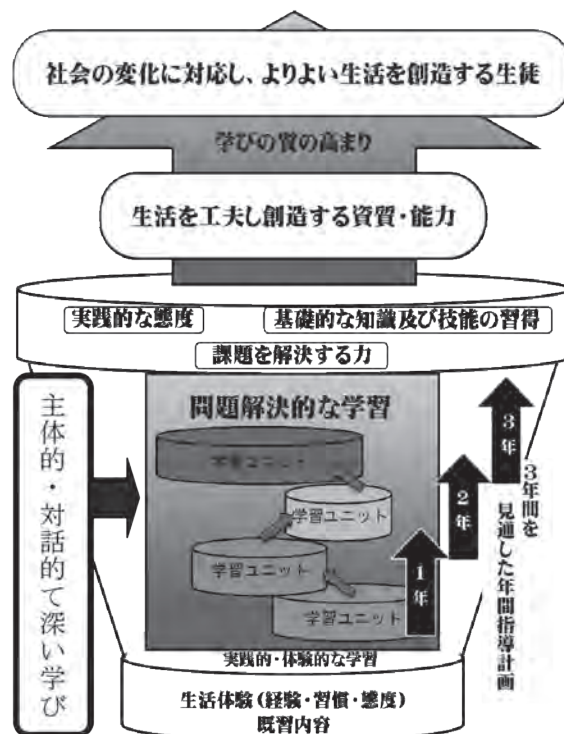 社会の変化に対応し、よりよい生活を創造する生徒
学びの質の高まり
生活を工夫し創造する資質・能力
実践的な態度
基礎的な知識及び技能の習得
課題を解決する力
主体的・対話的て深い学び
問題解決的な学習
学習ユニット
学習ユニット
学習ユニット
学習ユニット
1年
2年
3年
3年間を
見通した年間指導計画
実践的・体験的な学習
生活体験(経験・習慣・態度)
既習内容